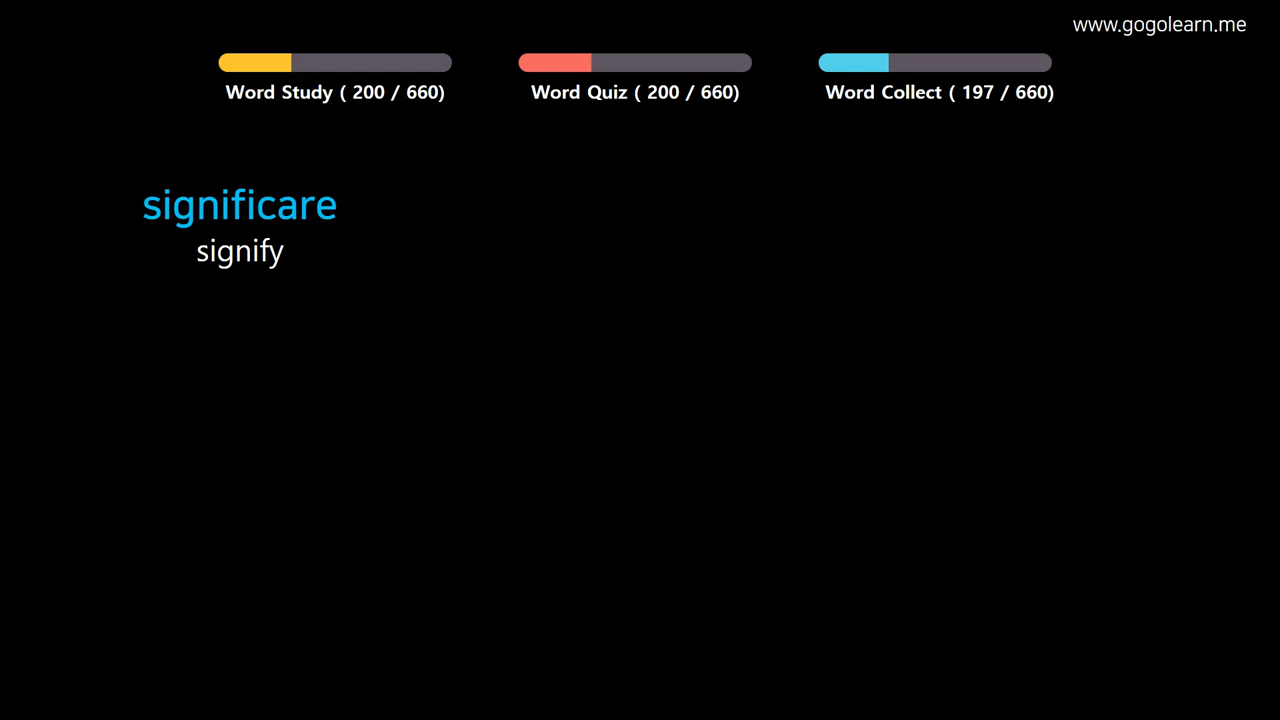 www.gogolearn.me
Word Study ( 200 / 660)
Word Quiz ( 200 / 660)
Word Collect ( 197 / 660)
significare
signify